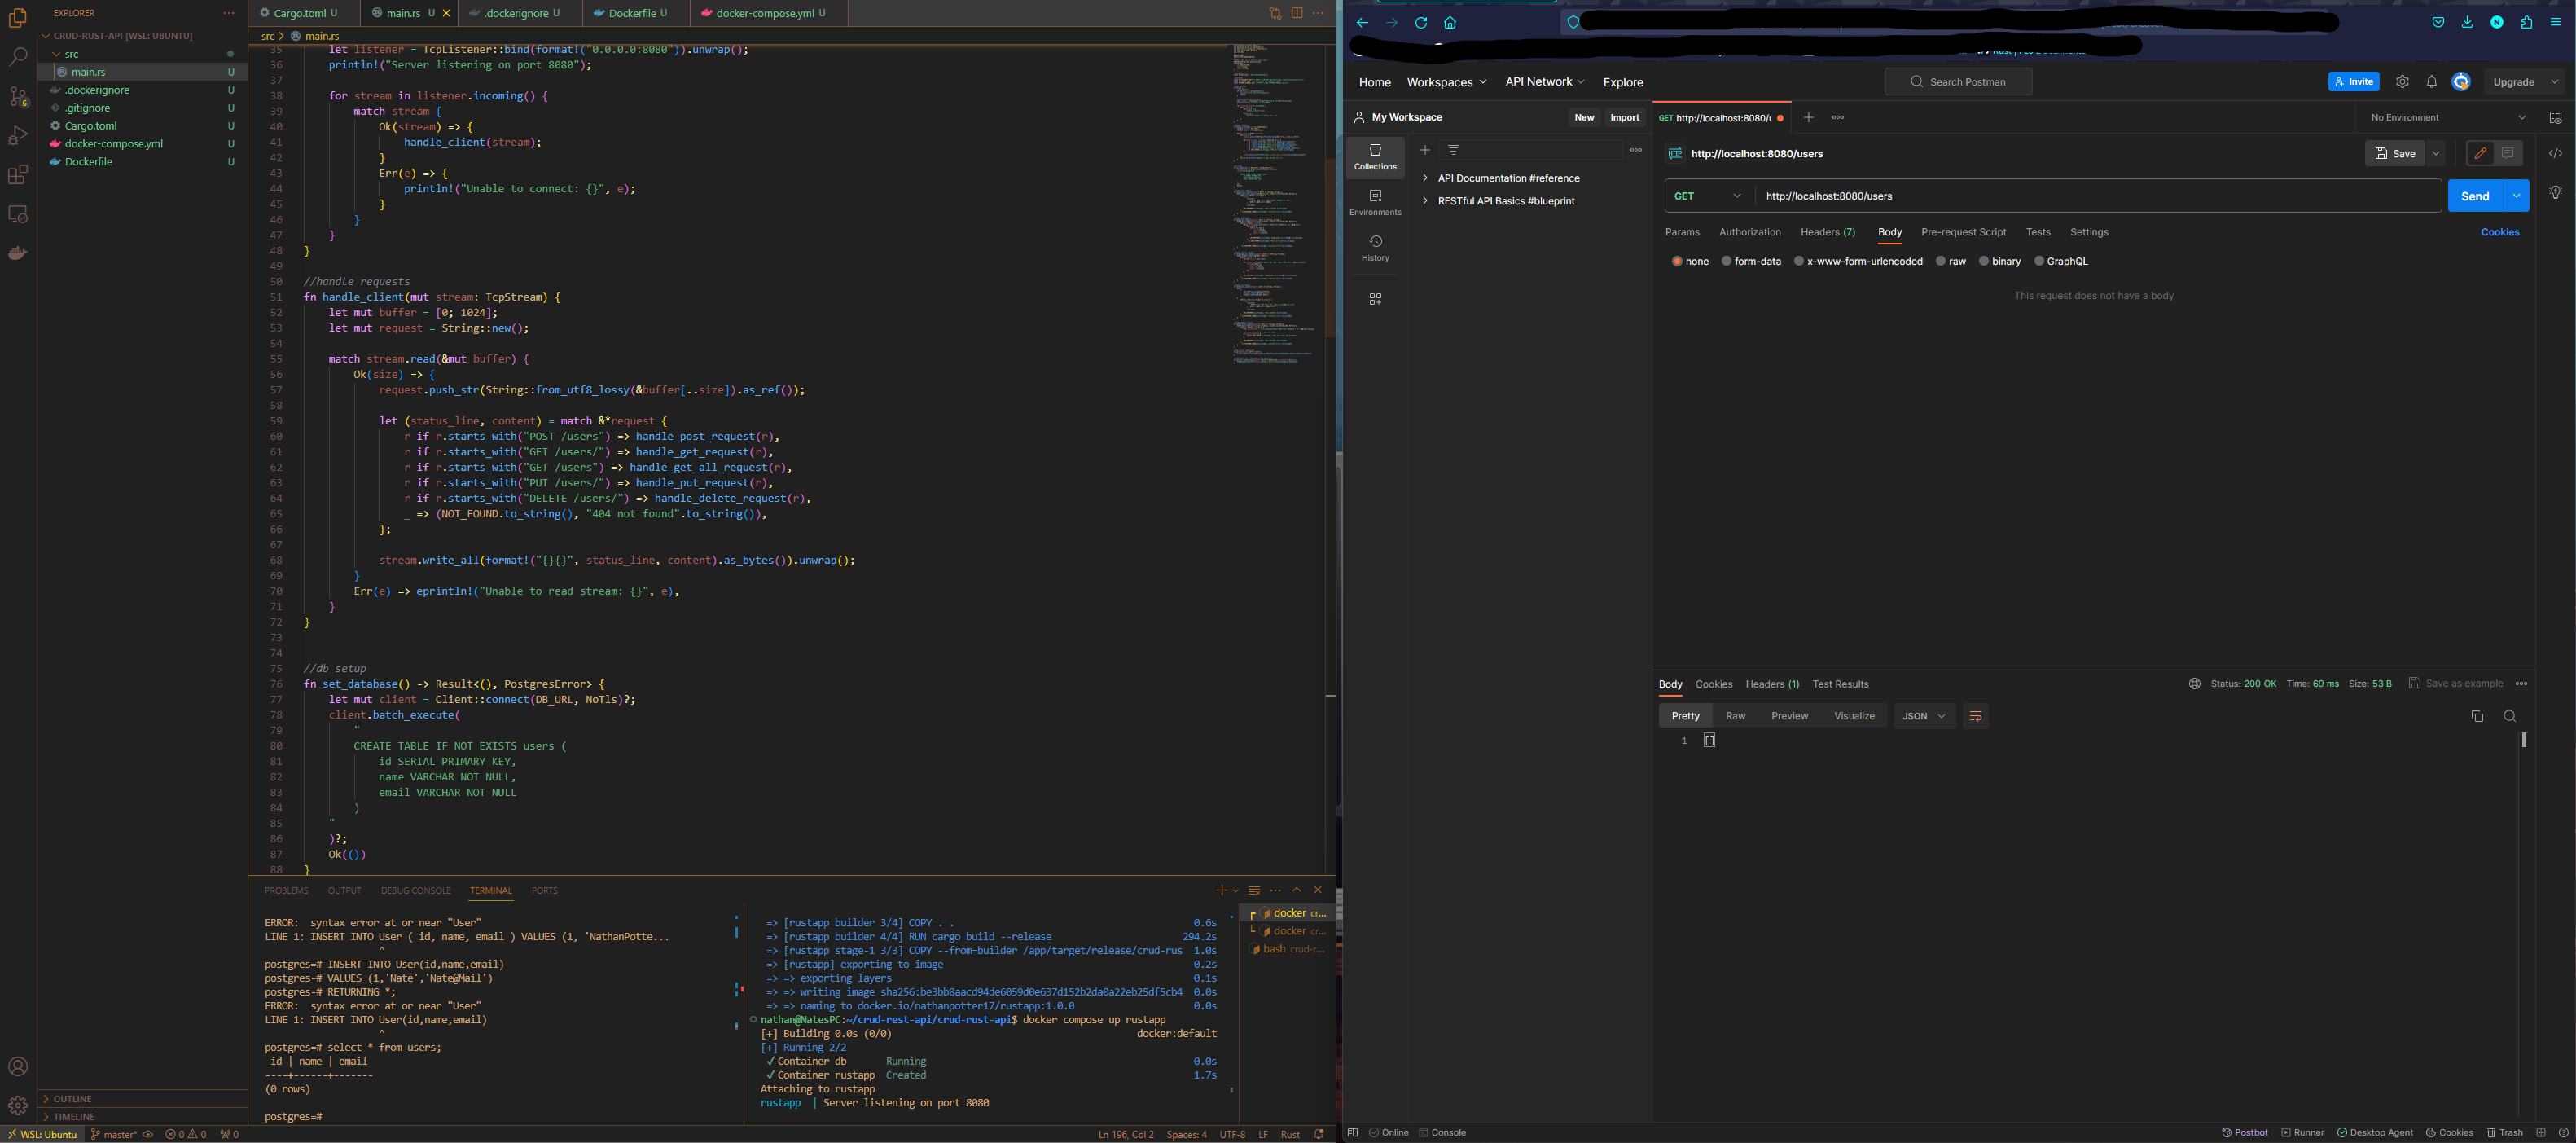 EXPLORER
CRUD-RUST-API [WSL: UBUNTU]
src
main.rs U
.dockerignore U
.gitignore U
Cargo.toml U
docker-compose.yml U
Dockerfile U
OUTLINE
TIMELINE
Cargo.toml U
main.rs U
.dockerignore U
Dockerfile U
docker-compose.yml U
src > main.rs
35 let listener = TcpListener::bind(format!("0.0.0.0:8080")).unwrap();
36 println!("Server listening on port 8080");
37
38 for stream in listener.incoming() {
39 match stream {
40 Ok(stream) => {
41 handle_client(stream);
42 }
43 Err(e) => {
44 println!("Unable to connect: {}", e);
45 }
46 }
47 }
48 }
49
50 //handle requests
51 fn handle_client(mut stream: TcpStream) {
52 let mut buffer = [0; 1024];
53 let mut request = String::new();
54
55 match stream.read(&mut buffer) {
56 Ok(size) => {
57 request.push_str(String::from_utf8_lossy(&buffer[..size]).as_ref());
58
59 let (status_line, content) = match &*request {
60 r if r.starts_with("POST /users") => handle_post_request(r),
61 r if r.starts_with("GET /users/") => handle_get_request(r),
62 r if r.starts_with("GET /users") => handle_get_all_request(r),
63 r if r.starts_with("PUT /users/") => handle_put_request(r),
64 r if r.starts_with("DELETE /users/") => handle_delete_request(r),
65 _ => (NOT_FOUND.to_string(), "404 not found".to_string()),
66 };
67
68 stream.write_all(format!("{}{}", status_line, content).as_bytes()).unwrap();
69 }
70 Err(e) => eprintln!("Unable to read stream: {}", e),
71 }
72 }
73
74
75 //db setup
76 fn set_database() -> Result<(), PostgresError> {
77 let mut client = Client::connect(DB_URL, NoTls)?;
78 client.batch_execute(
79 "
80 CREATE TABLE IF NOT EXISTS users (
81 id SERIAL PRIMARY KEY,
82 name VARCHAR NOT NULL,
83 email VARCHAR NOT NULL
84 )
85 "
86 )?;
87 Ok(())
88 }
PROBLEMS OUTPUT DEBUG CONSOLE TERMINAL PORTS
ERROR: syntax error at or near "User"
LINE 1: INSERT INTO User ( id, name, email ) VALUES (1, 'NathanPotte...
^
postgres=# INSERT INTO User(id,name,email)
postgres-# VALUES (1,'Nate','Nate@Mail')
postgres-# RETURNING *;
ERROR: syntax error at or near "User"
LINE 1: INSERT INTO User(id,name,email)
^
postgres=# select * from users;
id | name | email
----+------+-------
(0 rows)
postgres=#
=> [rustapp builder 3/4] COPY . . 0.6s
=> [rustapp builder 4/4] RUN cargo build --release 294.2s
=> [rustapp stage-1 3/3] COPY --from=builder /app/target/release/crud-rus 1.0s
=> [rustapp] exporting to image 0.2s
=> => exporting layers 0.1s
=> => writing image sha256:be3bb8aacd94de6059d0e637d152b2da0a22eb25df5cb4 0.0s
=> => naming to docker.io/nathanpotter17/rustapp:1.0.0 0.0s
nathan@NatesPC:~/crud-rest-api/crud-rust-api$ docker compose up rustapp
[+] Building 0.0s (0/0) docker:default
[+] Running 2/2
✓ Container db Running 0.0s
✓ Container rustapp Created 1.7s
Attaching to rustapp
rustapp | Server listening on port 8080
docker cr...
docker cr...
bash crud-r...
WSL: Ubuntu master* 0 0 0
Ln 196, Col 2 Spaces: 4 UTF-8 LF Rust
Home Workspaces API Network Explore
Search Postman
Invite
Upgrade
My Workspace
New Import
Collections
Environments
History
API Documentation #reference
RESTful API Basics #blueprint
GET http://localhost:8080/u
No Environment
HTTP http://localhost:8080/users
Save
GET http://localhost:8080/users
Send
Params Authorization Headers (7) Body Pre-request Script Tests Settings
Cookies
none form-data x-www-form-urlencoded raw binary GraphQL
This request does not have a body
Body Cookies Headers (1) Test Results
Status: 200 OK Time: 69 ms Size: 53 B Save as example
Pretty Raw Preview Visualize JSON
1 []
Online Console
Postbot Runner Desktop Agent Cookies Trash